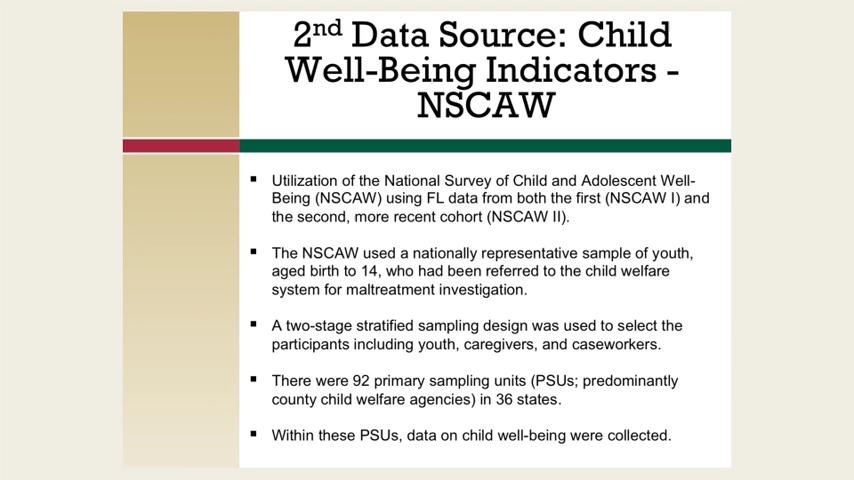 2nd Data Source: Child
Well-Being Indicators -
NSCAW
▪ Utilization of the National Survey of Child and Adolescent Well-
Being (NSCAW) using FL data from both the first (NSCAW I) and
the second, more recent cohort (NSCAW II).
▪ The NSCAW used a nationally representative sample of youth,
aged birth to 14, who had been referred to the child welfare
system for maltreatment investigation.
▪ A two-stage stratified sampling design was used to select the
participants including youth, caregivers, and caseworkers.
▪ There were 92 primary sampling units (PSUs; predominantly
county child welfare agencies) in 36 states.
▪ Within these PSUs, data on child well-being were collected.